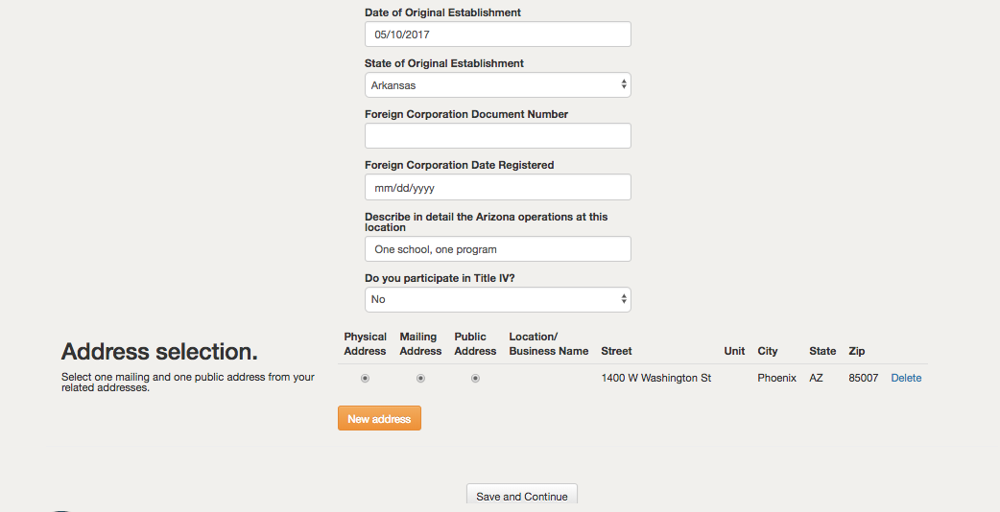 Date of Original Establishment
05/10/2017
State of Original Establishment
Arkansas
Foreign Corporation Document Number
Foreign Corporation Date Registered
mm/dd/yyyy
Describe in detail the Arizona operations at this
location
One school, one program
Do you participate in Title IV?
No
Address selection.
Select one mailing and one public address from your
related addresses.
Physical Mailing Public Location/
Address Address Address Business Name Street Unit City State Zip
1400 W Washington St Phoenix AZ 85007 Delete
New address
Save and Continue